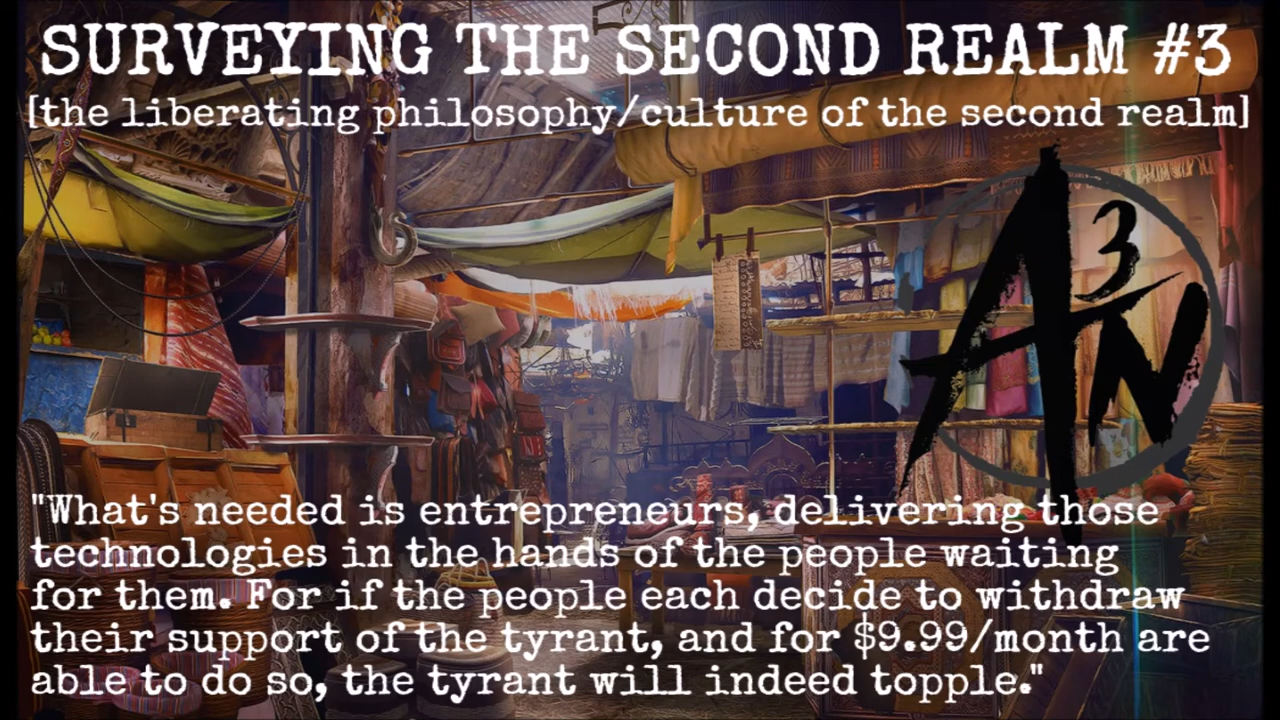 SURVEYING THE SECOND REALM #3
[the liberating philosophy/culture of the second realm]
A3N
"What's needed is entrepreneurs, delivering those
technologies in the hands of the people waiting
for them. For if the people each decide to withdraw
their support of the tyrant, and for $9.99/month are
able to do so, the tyrant will indeed topple."